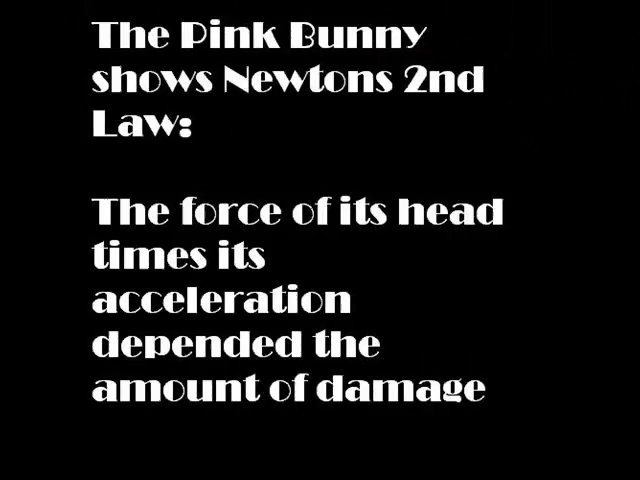 The Pink Bunny
shows Newtons 2nd
Law:
The force of its head
times its
acceleration
depended the
amount of damage